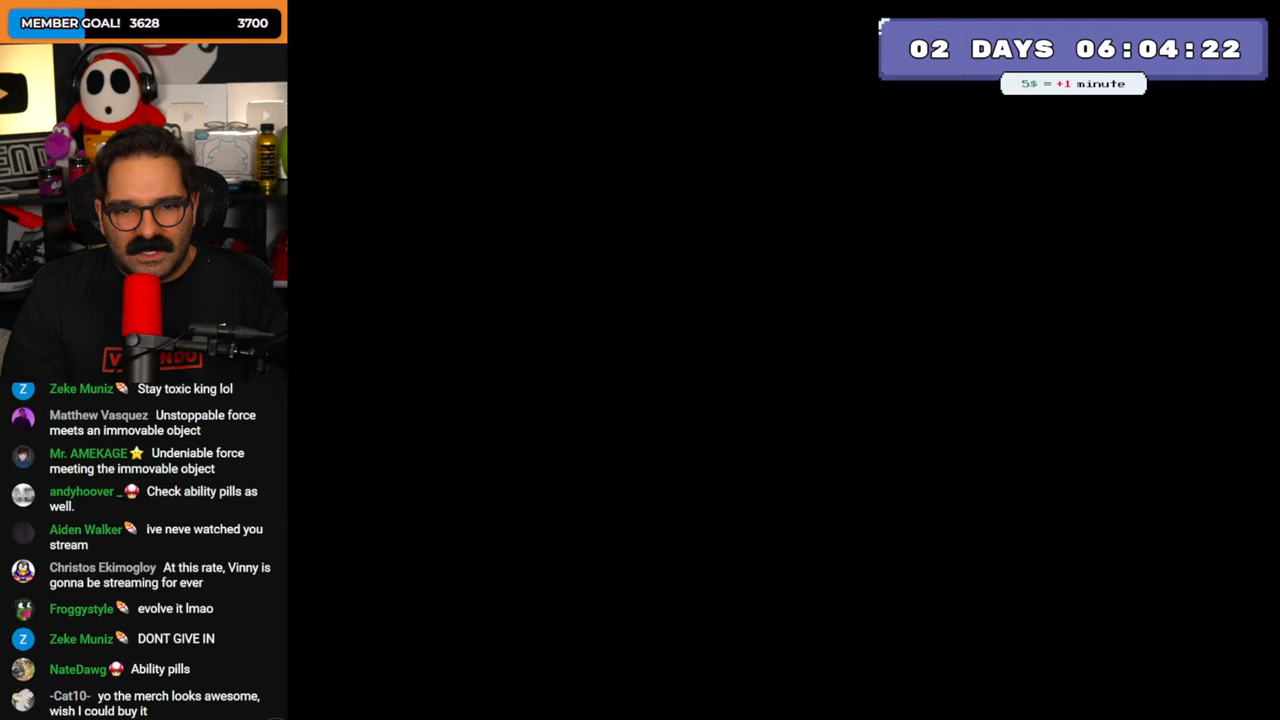 MEMBER GOAL! 3628 3700
02 DAYS 06:04:22
5$ = +1 minute
Zeke Muniz Stay toxic king lol
Matthew Vasquez Unstoppable force
meets an immovable object
Mr. AMEKAGE Undeniable force
meeting the immovable object
andyhoover _ Check ability pills as
well.
Aiden Walker ive neve watched you
stream
Christos Ekimogloy At this rate, Vinny is
gonna be streaming for ever
Froggystyle evolve it lmao
Z Zeke Muniz DONT GIVE IN
NateDawg Ability pills
-Cat10- yo the merch looks awesome,
wish I could buy it